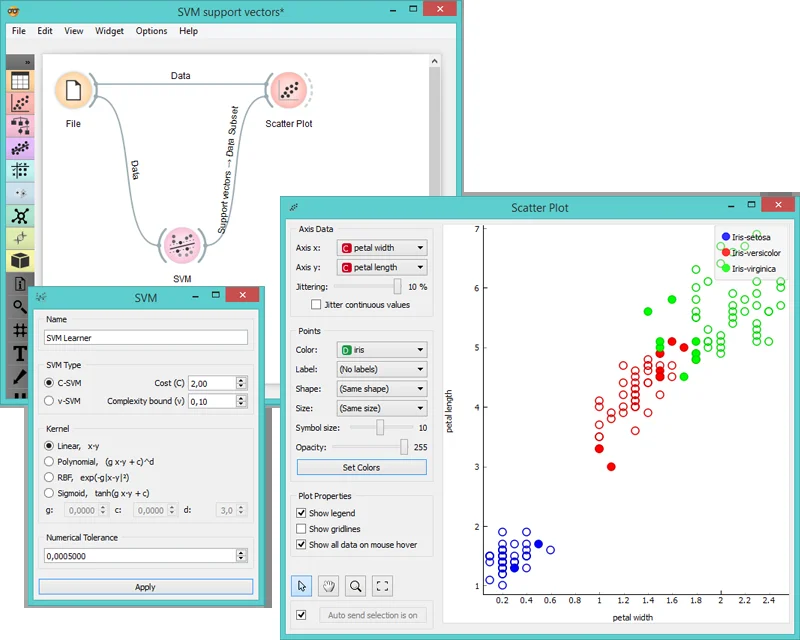 SVM support vectors*
File Edit View Widget Options Help
Data
File
Scatter Plot
Data
Support vectors → Data Subset
SVM
SVM
Name
SVM Learner
SVM Type
C-SVM Cost (C) 2,00
ν-SVM Complexity bound (ν) 0,10
Kernel
Linear, x·y
Polynomial, (g x·y + c)^d
RBF, exp(-g|x-y|²)
Sigmoid, tanh(g x·y + c)
g: 0,0000 c: 0,0000 d: 3,0
Numerical Tolerance
0,0005000
Apply
Scatter Plot
Axis Data
Axis x: C petal width
Axis y: C petal length
Jittering: 10 %
Jitter continuous values
Points
Color: D iris
Label: (No labels)
Shape: (Same shape)
Size: (Same size)
Symbol size: 10
Opacity: 255
Set Colors
Plot Properties
Show legend
Show gridlines
Show all data on mouse hover
Auto send selection is on
Iris-setosa
Iris-versicolor
Iris-virginica
petal length
7
6
5
4
3
2
1
0.2 0.4 0.6 0.8 1 1.2 1.4 1.6 1.8 2 2.2 2.4
petal width